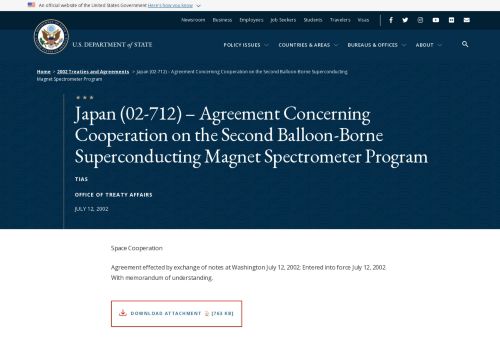 An official website of the United States Government Here's how you know
Newsroom Business Employers Job Seekers Students Travelers Visas
U.S. DEPARTMENT of STATE
POLICY ISSUES COUNTRIES & AREAS BUREAUS & OFFICES ABOUT
Home > 2002 Treaties and Agreements > Japan (02-712) – Agreement Concerning Cooperation on the Second Balloon-Borne Superconducting
Magnet Spectrometer Program
Japan (02-712) – Agreement Concerning
Cooperation on the Second Balloon-Borne
Superconducting Magnet Spectrometer Program
TIAS
OFFICE OF TREATY AFFAIRS
JULY 12, 2002
Space Cooperation
Agreement effected by exchange of notes at Washington July 12, 2002; Entered into force July 12, 2002.
With memorandum of understanding.
DOWNLOAD ATTACHMENT [763 KB]